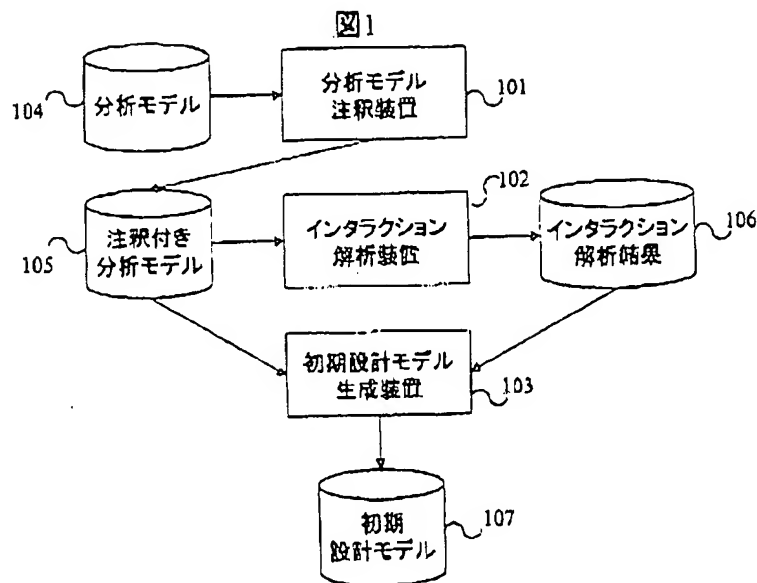 図1
分析モデル
104
分析モデル
注釈装置
101
注釈付き
分析モデル
105
インタラクション
解析装置
102
インタラクション
解析結果
106
初期設計モデル
生成装置
103
初期
設計モデル
107